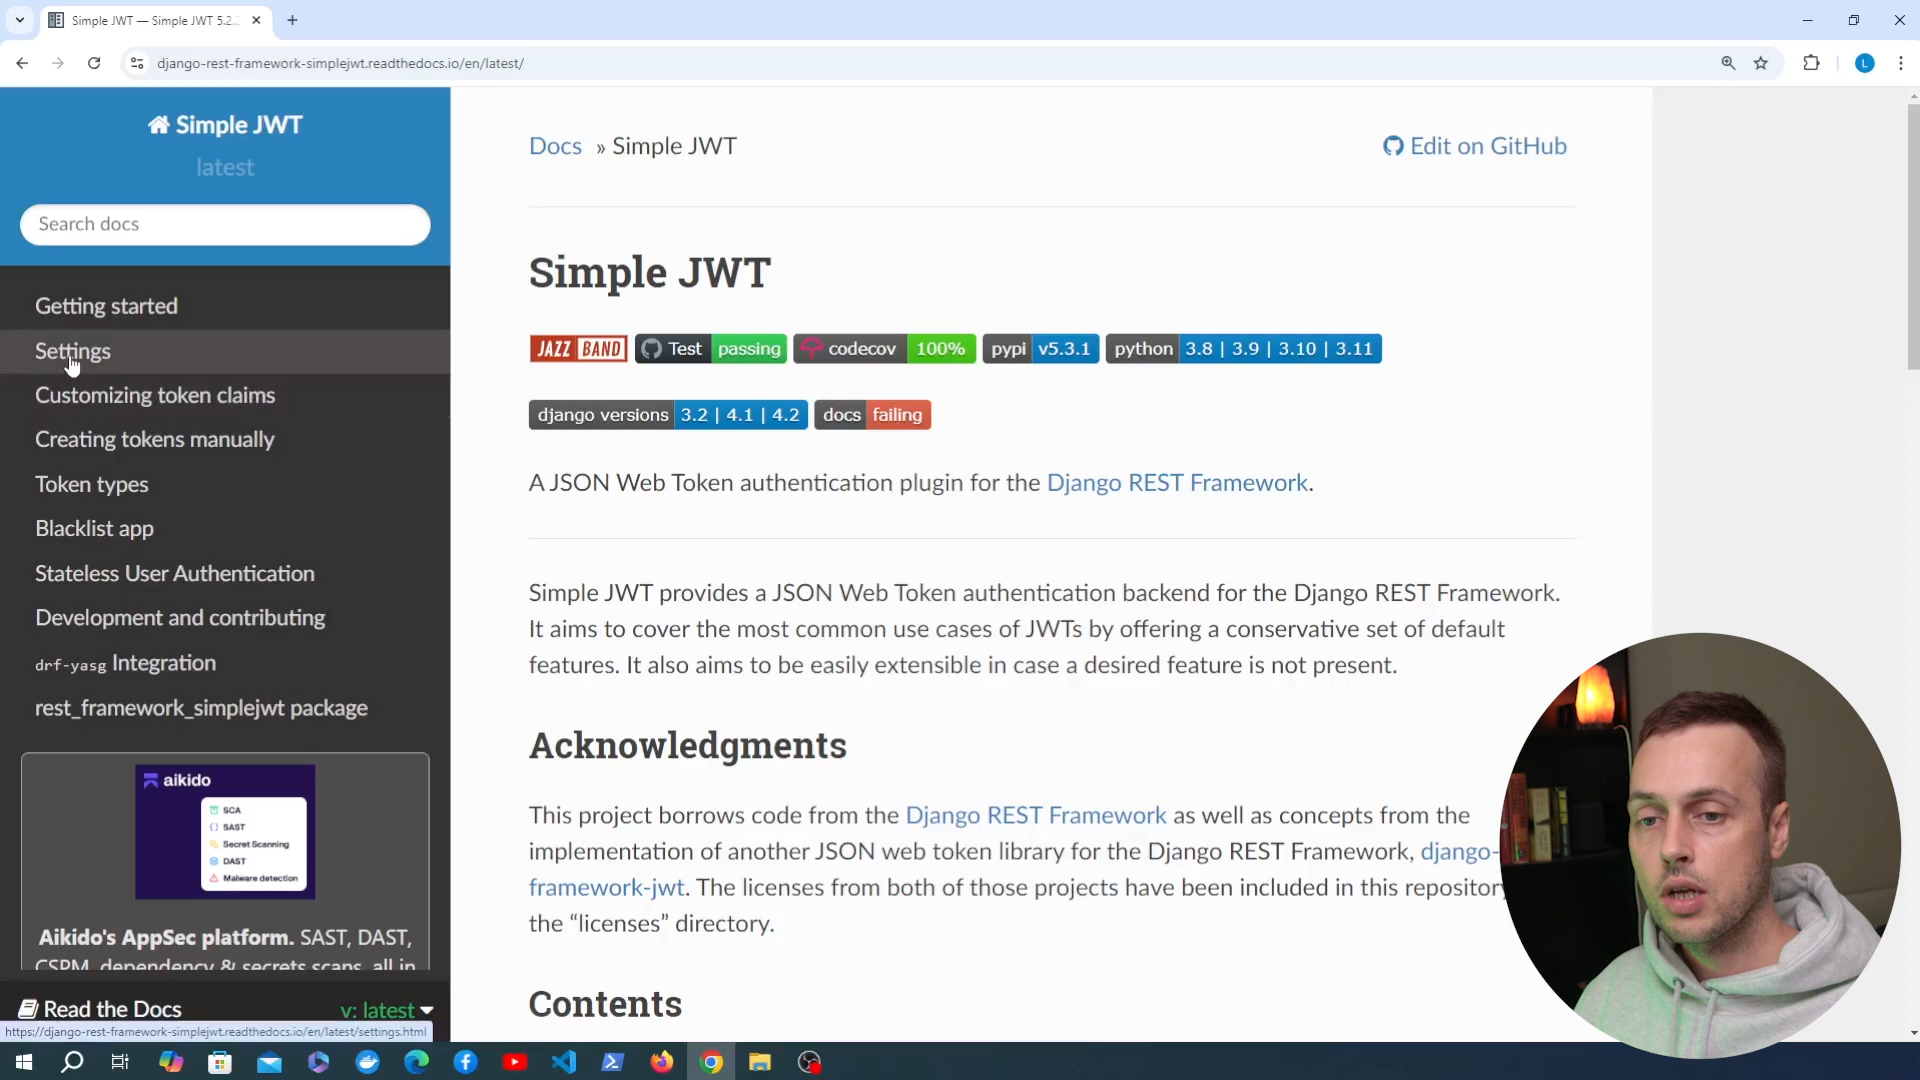 Simple JWT — Simple JWT 5.2.2
django-rest-framework-simplejwt.readthedocs.io/en/latest/
L
Simple JWT
latest
Search docs
Getting started
Settings
Customizing token claims
Creating tokens manually
Token types
Blacklist app
Stateless User Authentication
Development and contributing
drf-yasg Integration
rest_framework_simplejwt package
aikido
SCA
SAST
Secret Scanning
DAST
Malware detection
Aikido's AppSec platform. SAST, DAST,
CSPM, dependency & secrets scans, all in
Read the Docs
v: latest
https://django-rest-framework-simplejwt.readthedocs.io/en/latest/settings.html
Docs » Simple JWT
Edit on GitHub
Simple JWT
JAZZ BAND Test passing codecov 100% pypi v5.3.1 python 3.8 | 3.9 | 3.10 | 3.11
django versions 3.2 | 4.1 | 4.2 docs failing
A JSON Web Token authentication plugin for the Django REST Framework.
Simple JWT provides a JSON Web Token authentication backend for the Django REST Framework.
It aims to cover the most common use cases of JWTs by offering a conservative set of default
features. It also aims to be easily extensible in case a desired feature is not present.
Acknowledgments
This project borrows code from the Django REST Framework as well as concepts from the
implementation of another JSON web token library for the Django REST Framework, django-
framework-jwt. The licenses from both of those projects have been included in this repository
the “licenses” directory.
Contents